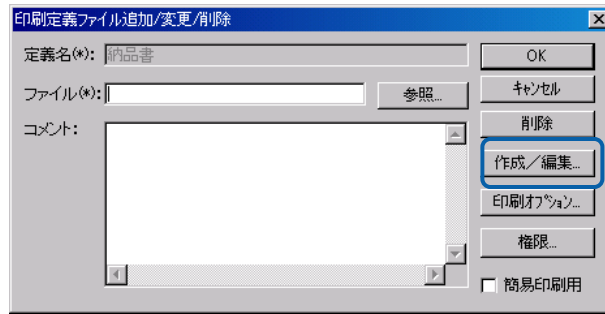 印刷定義ファイル追加/変更/削除
定義名(*): 納品書
OK
ファイル(*):
参照...
キャンセル
コメント:
削除
作成／編集...
印刷オプション...
権限...
簡易印刷用